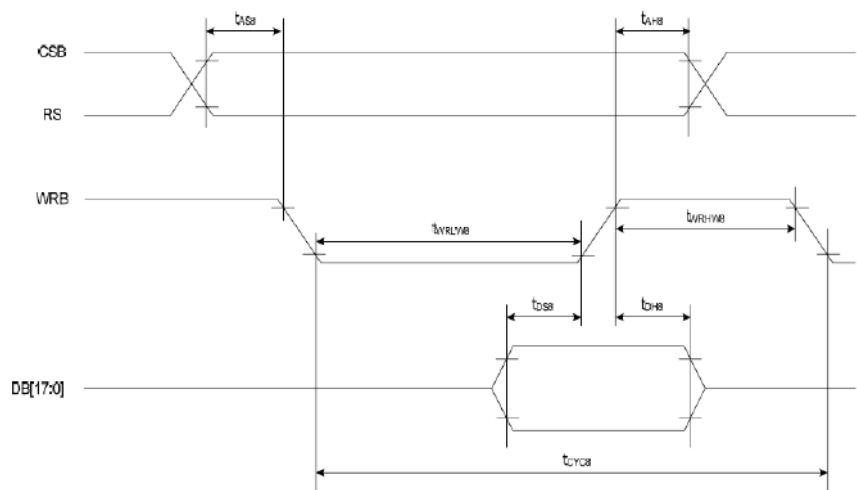 tAS8 tAH8
CSB
RS
WRB
tWRLW8 tWRHW8
tDS8 tDH8
DB[17:0]
tCYC8